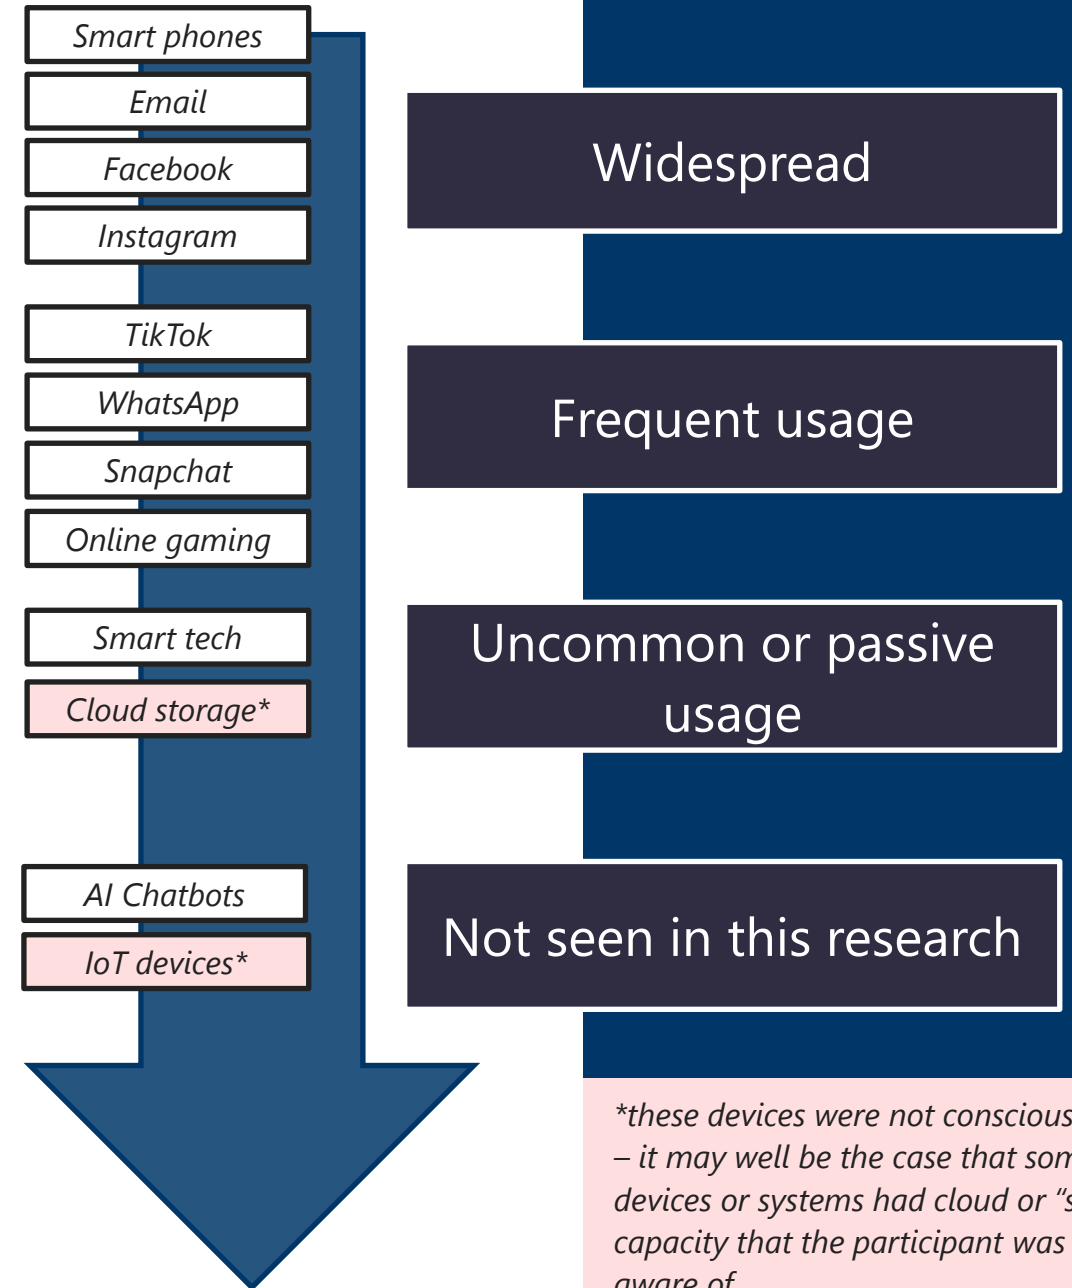 Smart phones
Email
Facebook
Instagram
Widespread
TikTok
WhatsApp
Snapchat
Online gaming
Frequent usage
Smart tech
Cloud storage*
Uncommon or passive
usage
AI Chatbots
IoT devices*
Not seen in this research
*these devices were not
– it may well be the case that
devices or systems had cloud or
capacity that the participant was
aware of